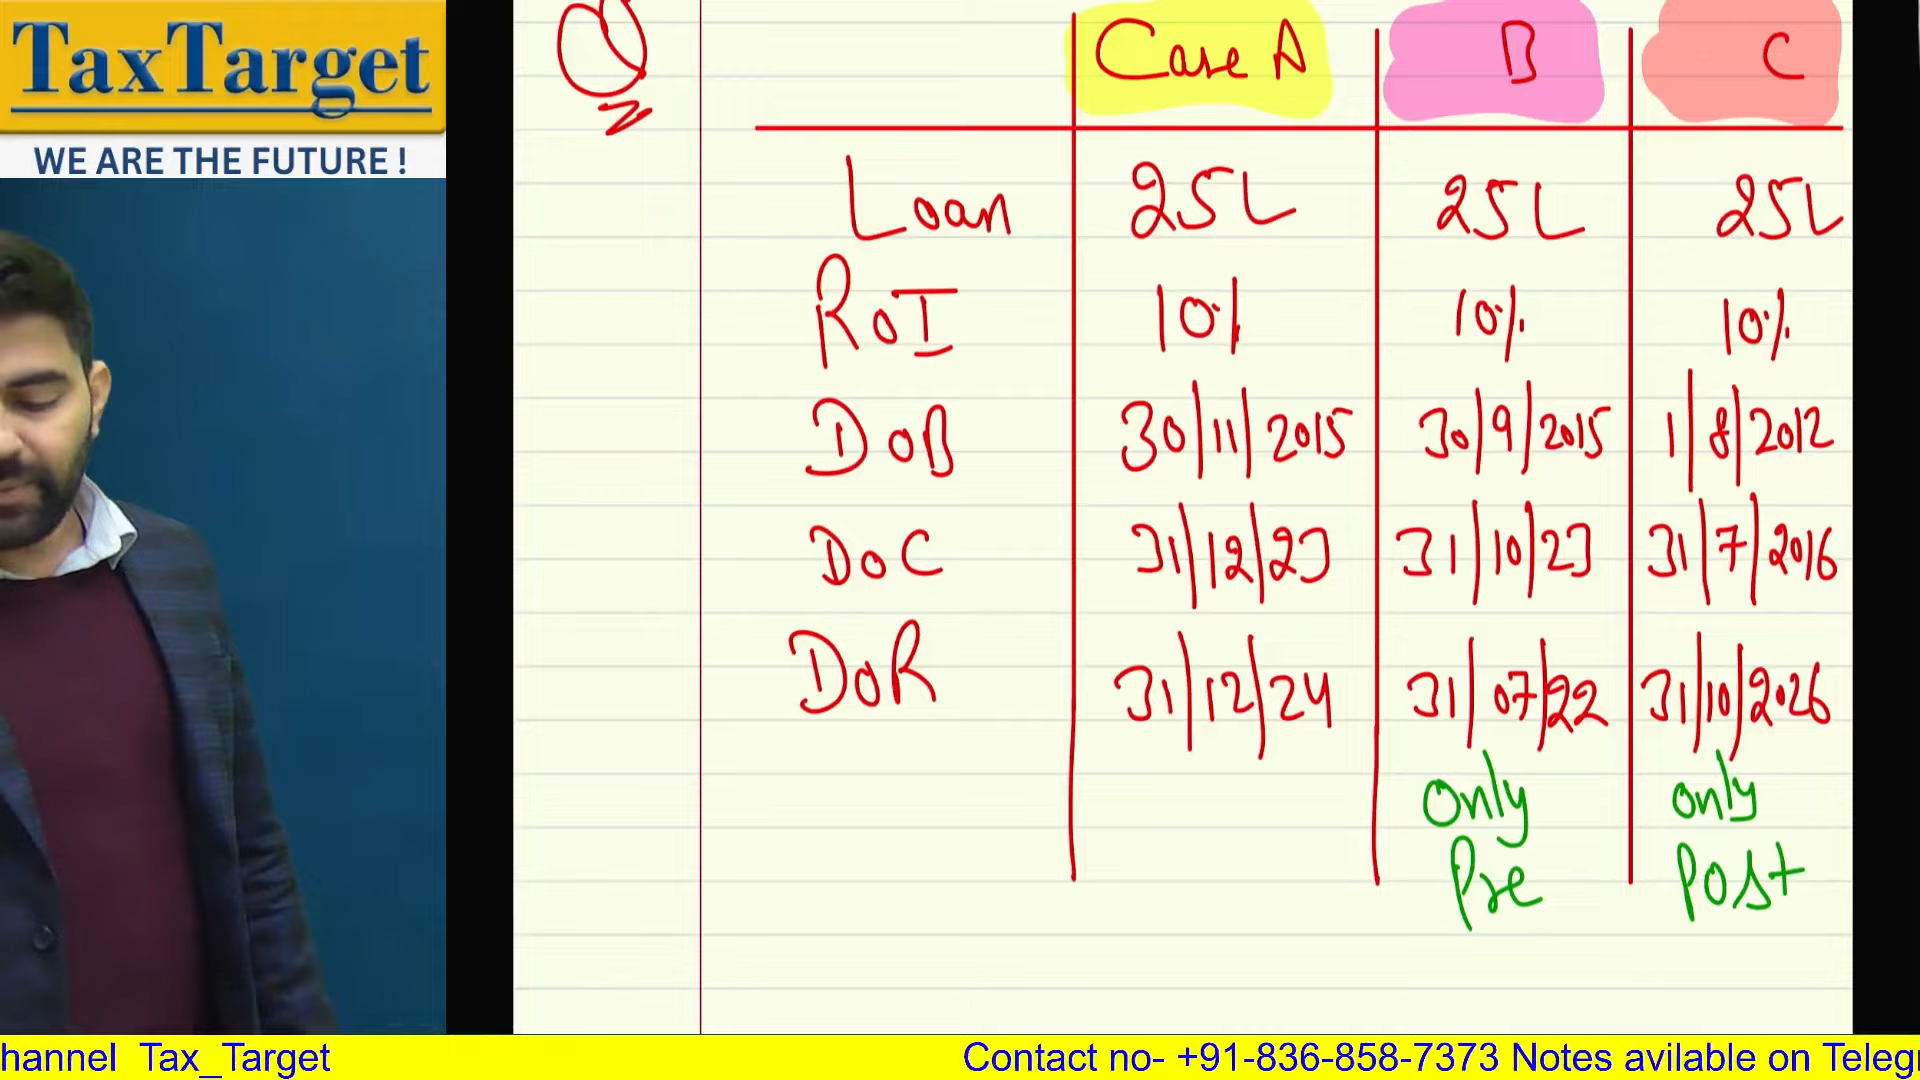 TaxTarget
WE ARE THE FUTURE !
Q
Case A B C
Loan 25L 25L 25L
RoI 10% 10% 10%
DoB 30/11/2015 30/9/2015 1/8/2012
DoC 31/12/23 31/10/23 31/7/2016
DoR 31/12/24 31/07/22 31/10/2026
only only
Pre Post
hannel Tax_Target Contact no- +91-836-858-7373 Notes avilable on Teleg